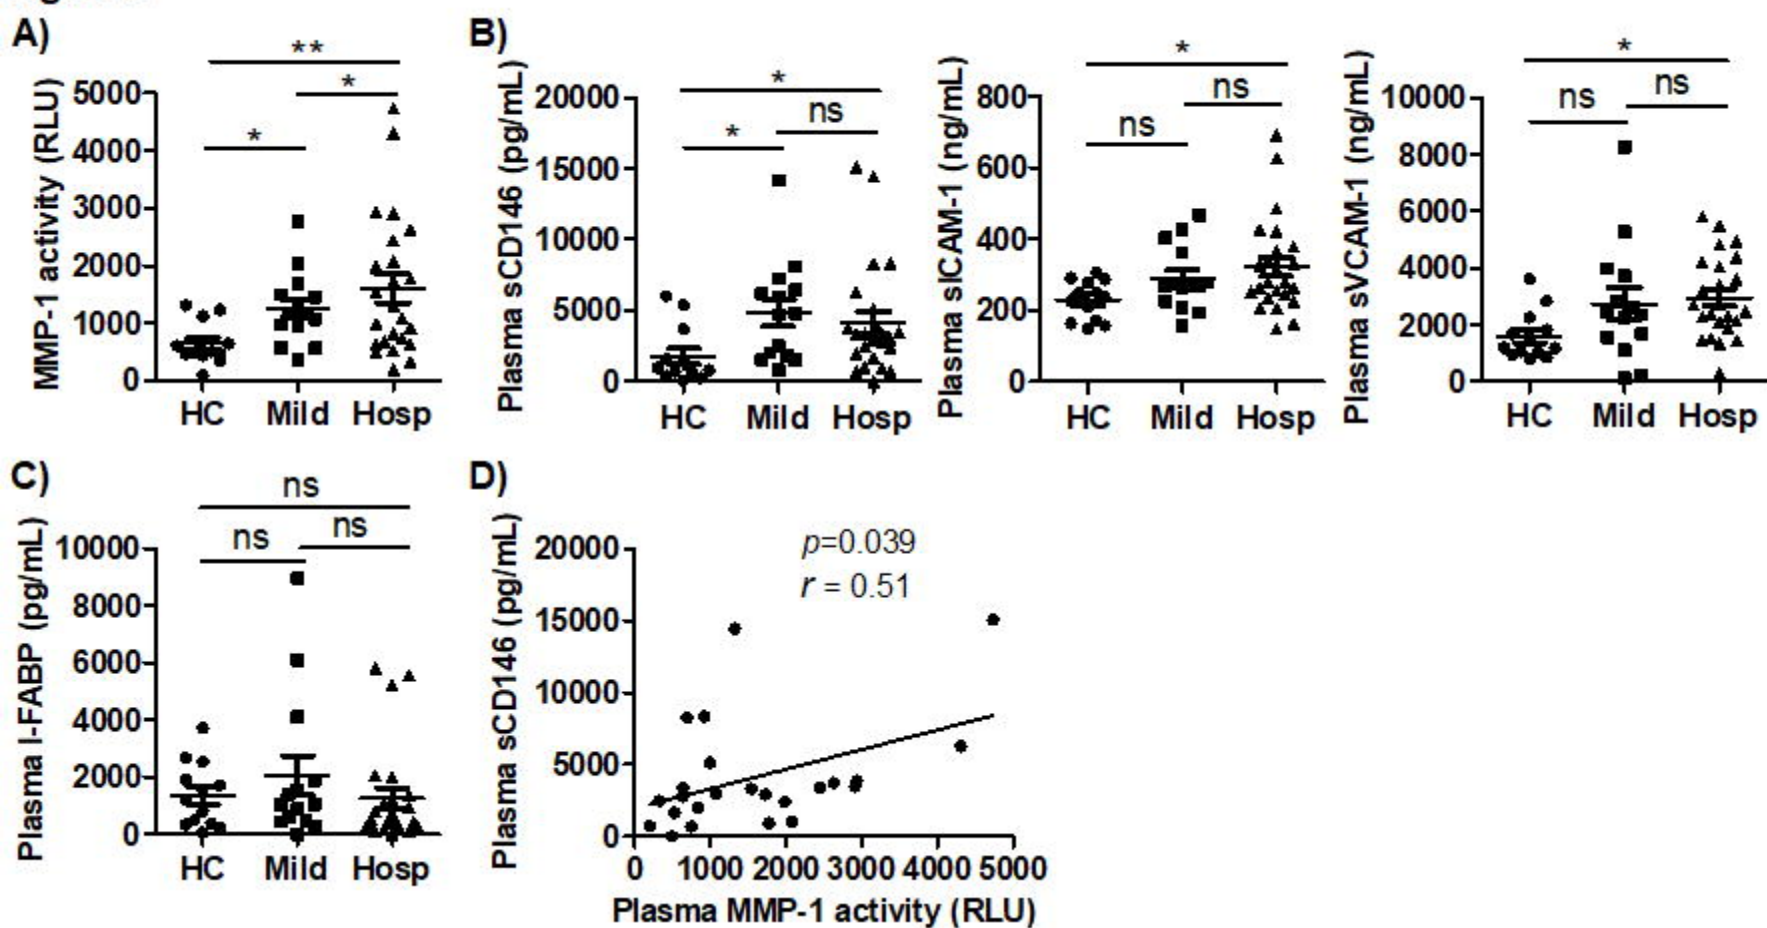 A)
**
*
*
MMP-1 activity (RLU)
5000
4000
3000
2000
1000
0
HC Mild Hosp
B)
*
ns
*
Plasma sCD146 (pg/mL)
20000
15000
10000
5000
0
HC Mild Hosp
*
ns
ns
Plasma sICAM-1 (ng/mL)
800
600
400
200
0
HC Mild Hosp
*
ns
ns
Plasma sVCAM-1 (ng/mL)
10000
8000
6000
4000
2000
0
HC Mild Hosp
C)
ns
ns
ns
Plasma I-FABP (pg/mL)
10000
8000
6000
4000
2000
0
HC Mild Hosp
D)
p=0.039
r = 0.51
Plasma sCD146 (pg/mL)
20000
15000
10000
5000
0
0 1000 2000 3000 4000 5000
Plasma MMP-1 activity (RLU)